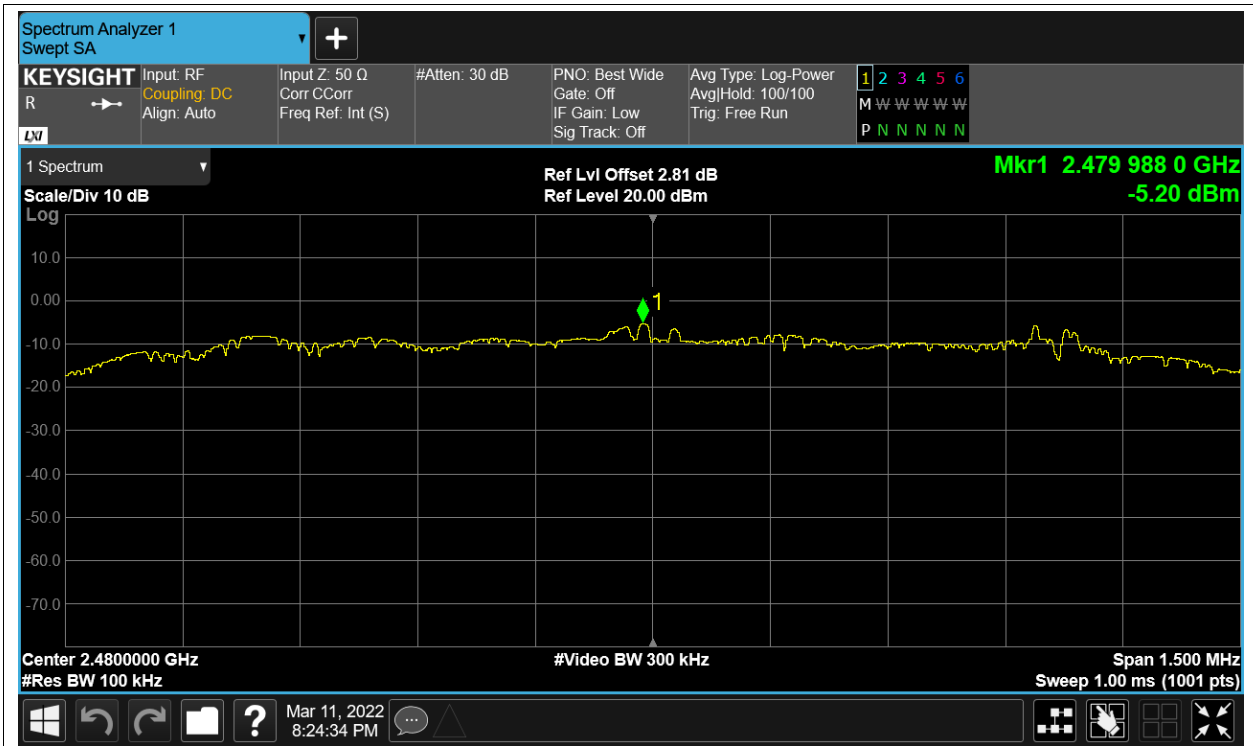 Spectrum Analyzer 1
Swept SA
KEYSIGHT
R
LXI
Input: RF
Coupling: DC
Align: Auto
Input Z: 50 Ω
Corr CCorr
Freq Ref: Int (S)
#Atten: 30 dB
PNO: Best Wide
Gate: Off
IF Gain: Low
Sig Track: Off
Avg Type: Log-Power
Avg|Hold: 100/100
Trig: Free Run
1 2 3 4 5 6
M W W W W W
P N N N N N
1 Spectrum
Scale/Div 10 dB
Log
Ref Lvl Offset 2.81 dB
Ref Level 20.00 dBm
Mkr1 2.479 988 0 GHz
-5.20 dBm
10.0
0.00
-10.0
-20.0
-30.0
-40.0
-50.0
-60.0
-70.0
1
Center 2.4800000 GHz
#Res BW 100 kHz
#Video BW 300 kHz
Span 1.500 MHz
Sweep 1.00 ms (1001 pts)
?
Mar 11, 2022
8:24:34 PM